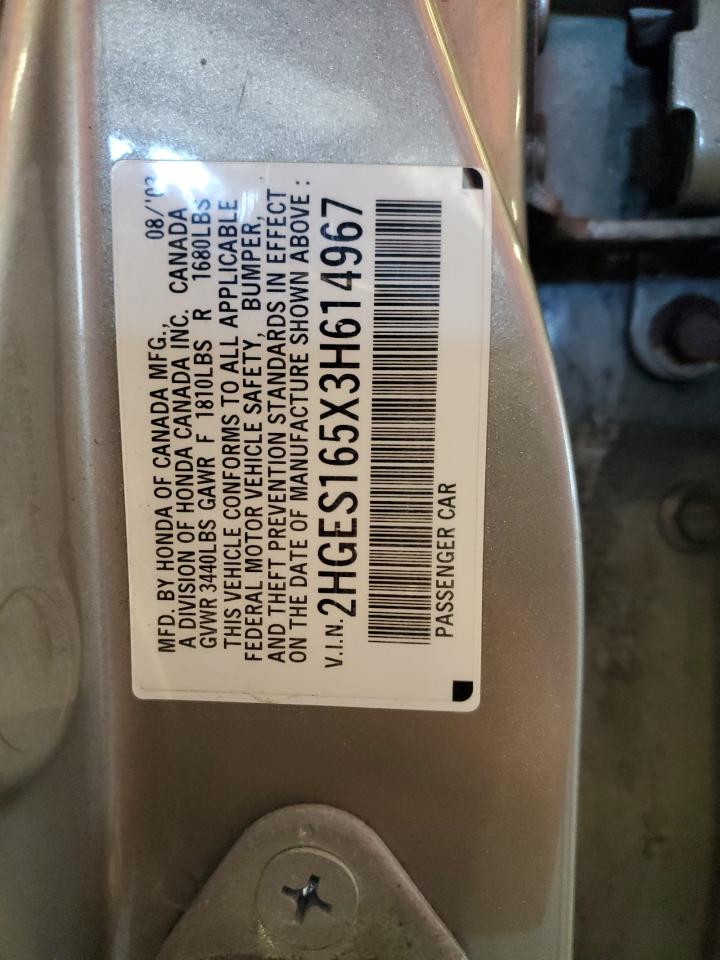 08/'03
MFD. BY HONDA OF CANADA MFG.,
A DIVISION OF HONDA CANADA INC. CANADA
GVWR 3440LBS GAWR F 1810LBS R 1680LBS
THIS VEHICLE CONFORMS TO ALL APPLICABLE
FEDERAL MOTOR VEHICLE SAFETY, BUMPER,
AND THEFT PREVENTION STANDARDS IN EFFECT
ON THE DATE OF MANUFACTURE SHOWN ABOVE :
V.I.N. 2HGES165X3H614967
PASSENGER CAR